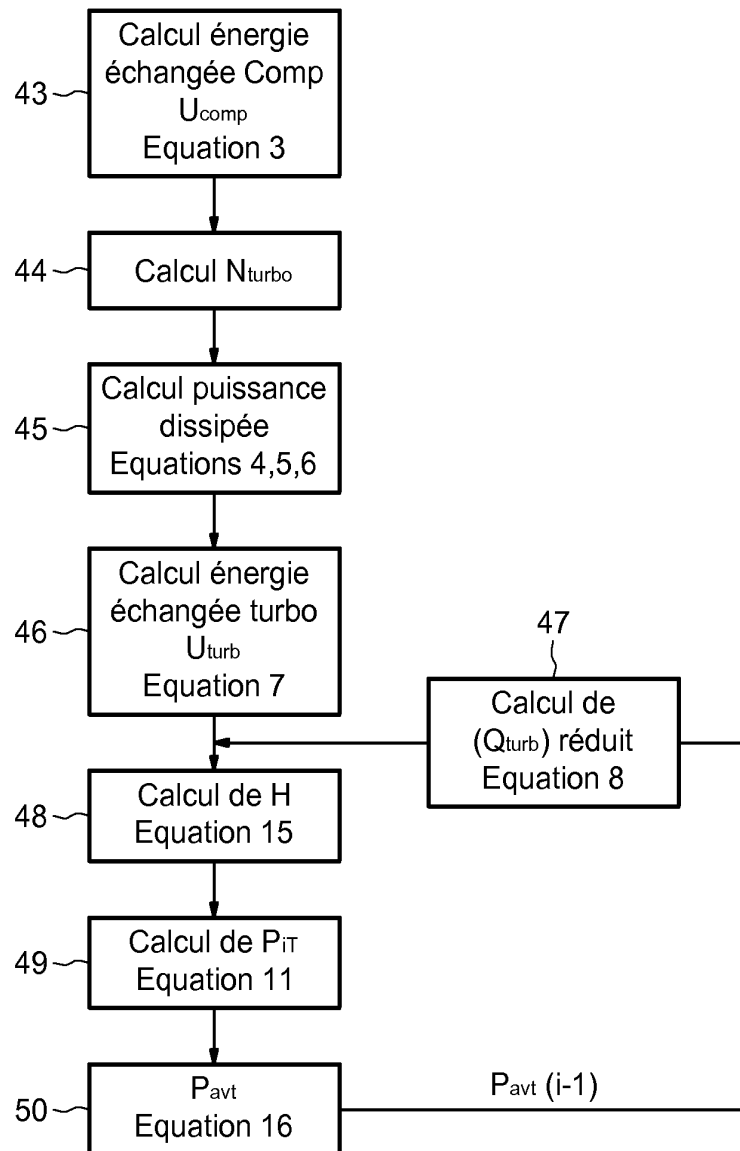 Calcul énergie
échangée Comp
Ucomp
Equation 3
43
Calcul Nturbo
44
Calcul puissance
dissipée
Equations 4,5,6
45
Calcul énergie
échangée turbo
Uturb
Equation 7
46
47
Calcul de
(Qturb) réduit
Equation 8
Calcul de H
Equation 15
48
Calcul de PiT
Equation 11
49
Pavt
Equation 16
50
Pavt (i-1)